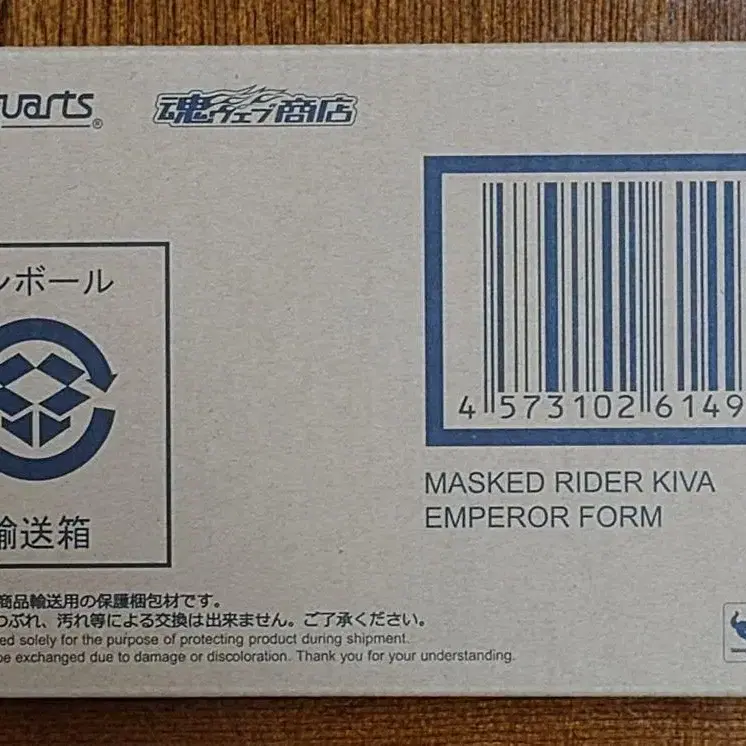 uarts®
魂ウェブ商店
ンボール
輸送箱
4 573102 6149
MASKED RIDER KIVA
EMPEROR FORM
商品輸送用の保護梱包材です。
つぶれ、汚れ等による交換は出来ません。ご了承ください。
ed solely for the purpose of protecting product during shipment.
be exchanged due to damage or discoloration. Thank you for your understanding.